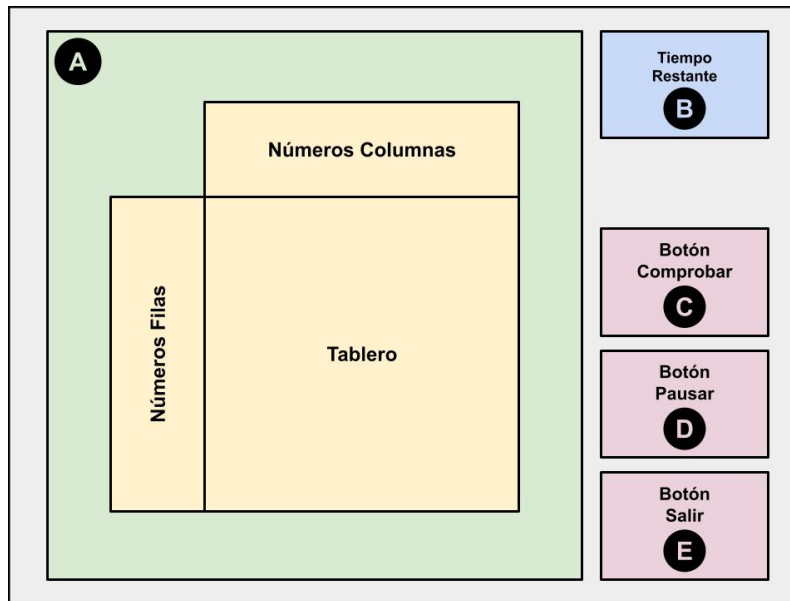 A
Números Columnas
Números Filas
Tablero
Tiempo
Restante
B
Botón
Comprobar
C
Botón
Pausar
D
Botón
Salir
E